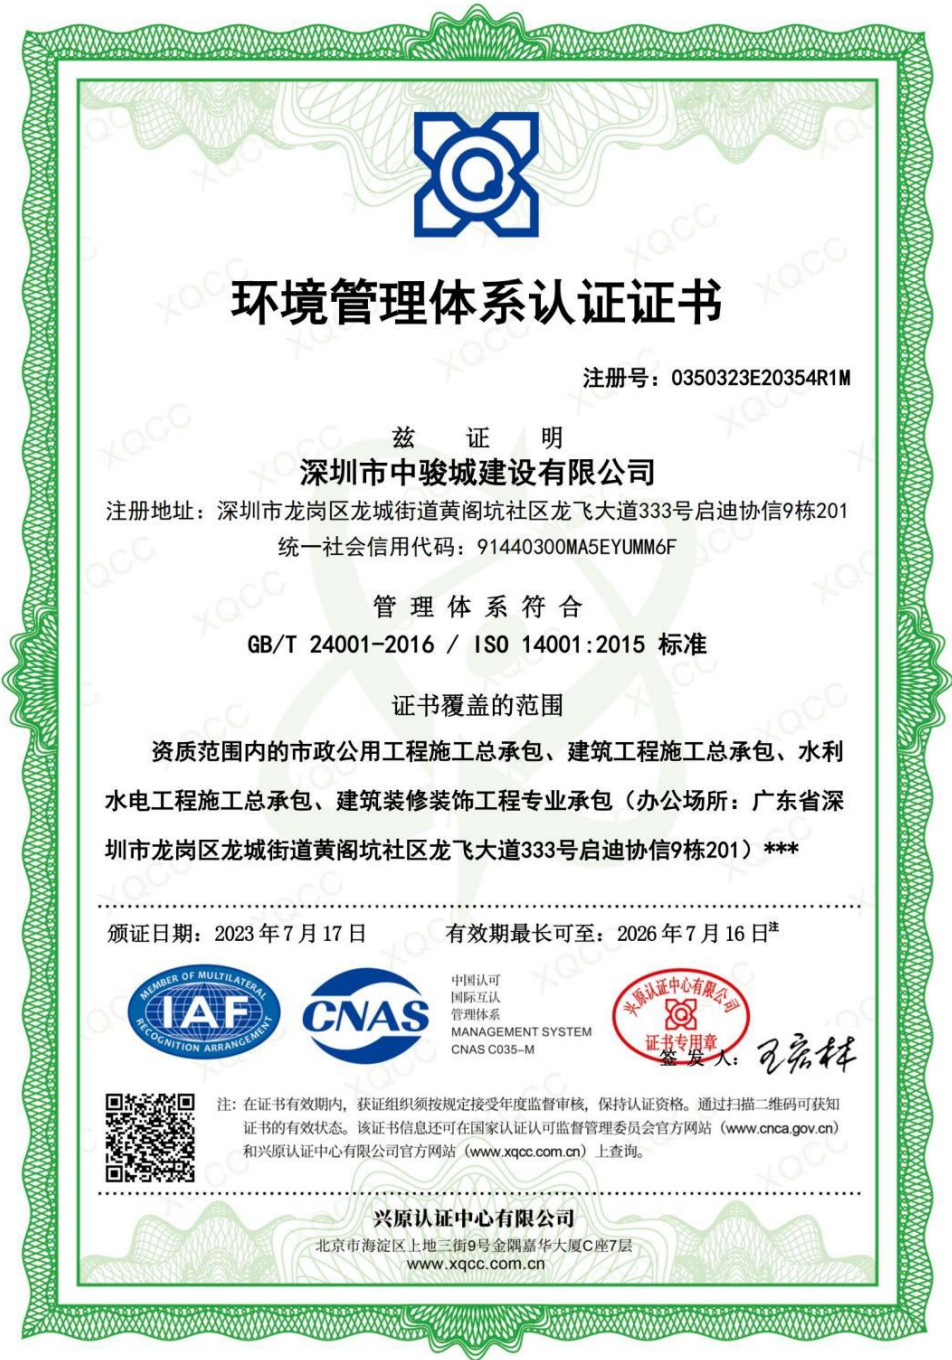 环境管理体系认证证书
注册号：0350323E20354R1M
兹 证 明
深圳市中骏城建设有限公司
注册地址：深圳市龙岗区龙城街道黄阁坑社区龙飞大道333号启迪协信9栋201
统一社会信用代码：91440300MA5EYUMM6F
管 理 体 系 符 合
GB/T 24001-2016 / ISO 14001:2015 标准
证书覆盖的范围
资质范围内的市政公用工程施工总承包、建筑工程施工总承包、水利
水电工程施工总承包、建筑装修装饰工程专业承包（办公场所：广东省深
圳市龙岗区龙城街道黄阁坑社区龙飞大道333号启迪协信9栋201）***
颁证日期：2023 年 7 月 17 日
有效期最长可至：2026 年 7 月 16 日注
MEMBER OF MULTILATERAL
IAF
RECOGNITION ARRANGEMENT
CNAS
中国认可
国际互认
管理体系
MANAGEMENT SYSTEM
CNAS C035-M
兴原认证中心有限公司
证书专用章
签 发 人：
注：在证书有效期内，获证组织须按规定接受年度监督审核，保持认证资格。通过扫描二维码可获知
证书的有效状态。该证书信息还可在国家认证认可监督管理委员会官方网站（www.cnca.gov.cn）
和兴原认证中心有限公司官方网站（www.xqcc.com.cn）上查询。
兴原认证中心有限公司
北京市海淀区上地三街9号金隅嘉华大厦C座7层
www.xqcc.com.cn
XQCC